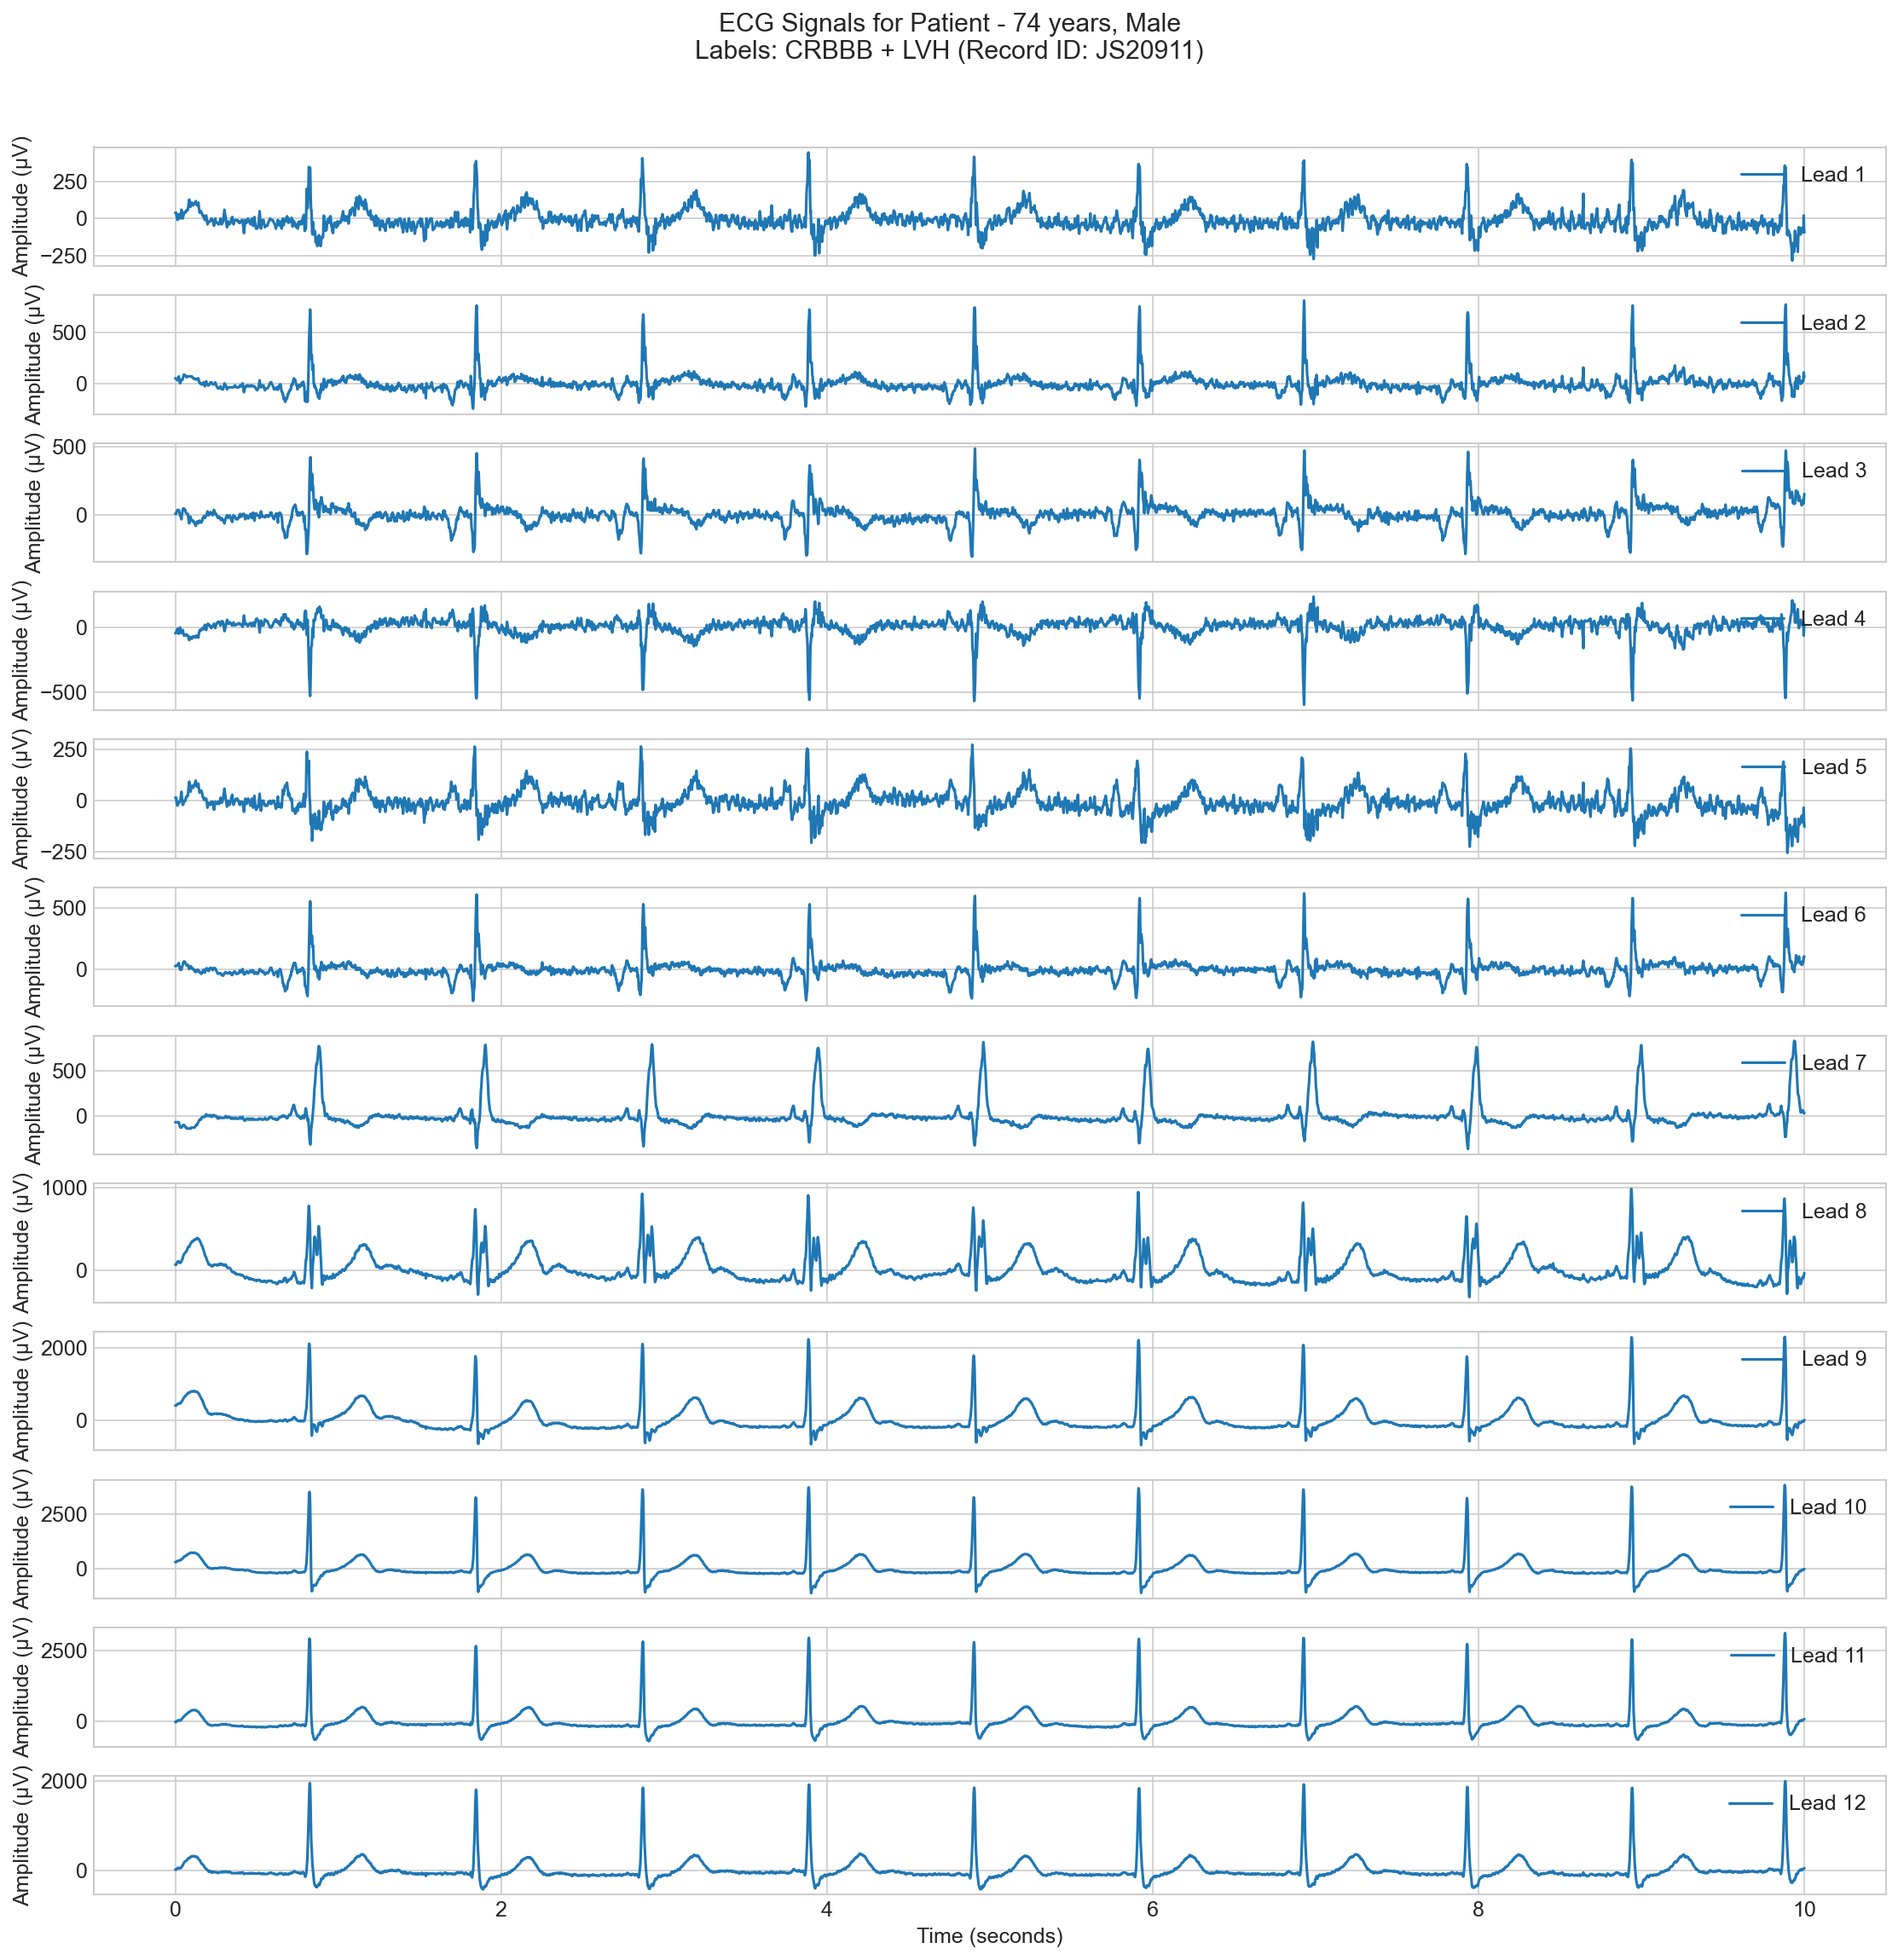 ECG Signals for Patient - 74 years, Male
Labels: CRBBB + LVH (Record ID: JS20911)
Amplitude (µV)
250
0
−250
Lead 1
Amplitude (µV)
500
0
Lead 2
Amplitude (µV)
500
0
Lead 3
Amplitude (µV)
0
−500
Lead 4
Amplitude (µV)
250
0
−250
Lead 5
Amplitude (µV)
500
0
Lead 6
Amplitude (µV)
500
0
Lead 7
Amplitude (µV)
1000
0
Lead 8
Amplitude (µV)
2000
0
Lead 9
Amplitude (µV)
2500
0
Lead 10
Amplitude (µV)
2500
0
Lead 11
Amplitude (µV)
2000
0
Lead 12
0 2 4 6 8 10
Time (seconds)